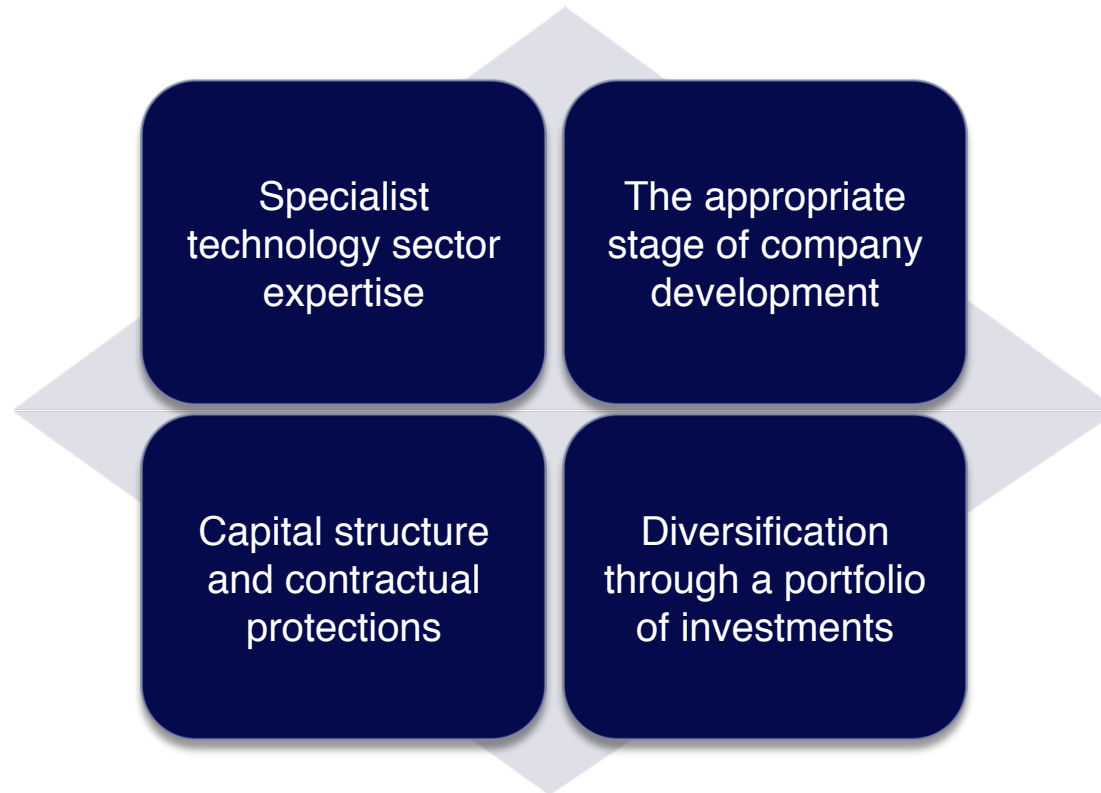 Specialist
technology sector
expertise
The appropriate
stage of company
development
Capital structure
and contractual
protections
Diversification
through a portfolio
of investments